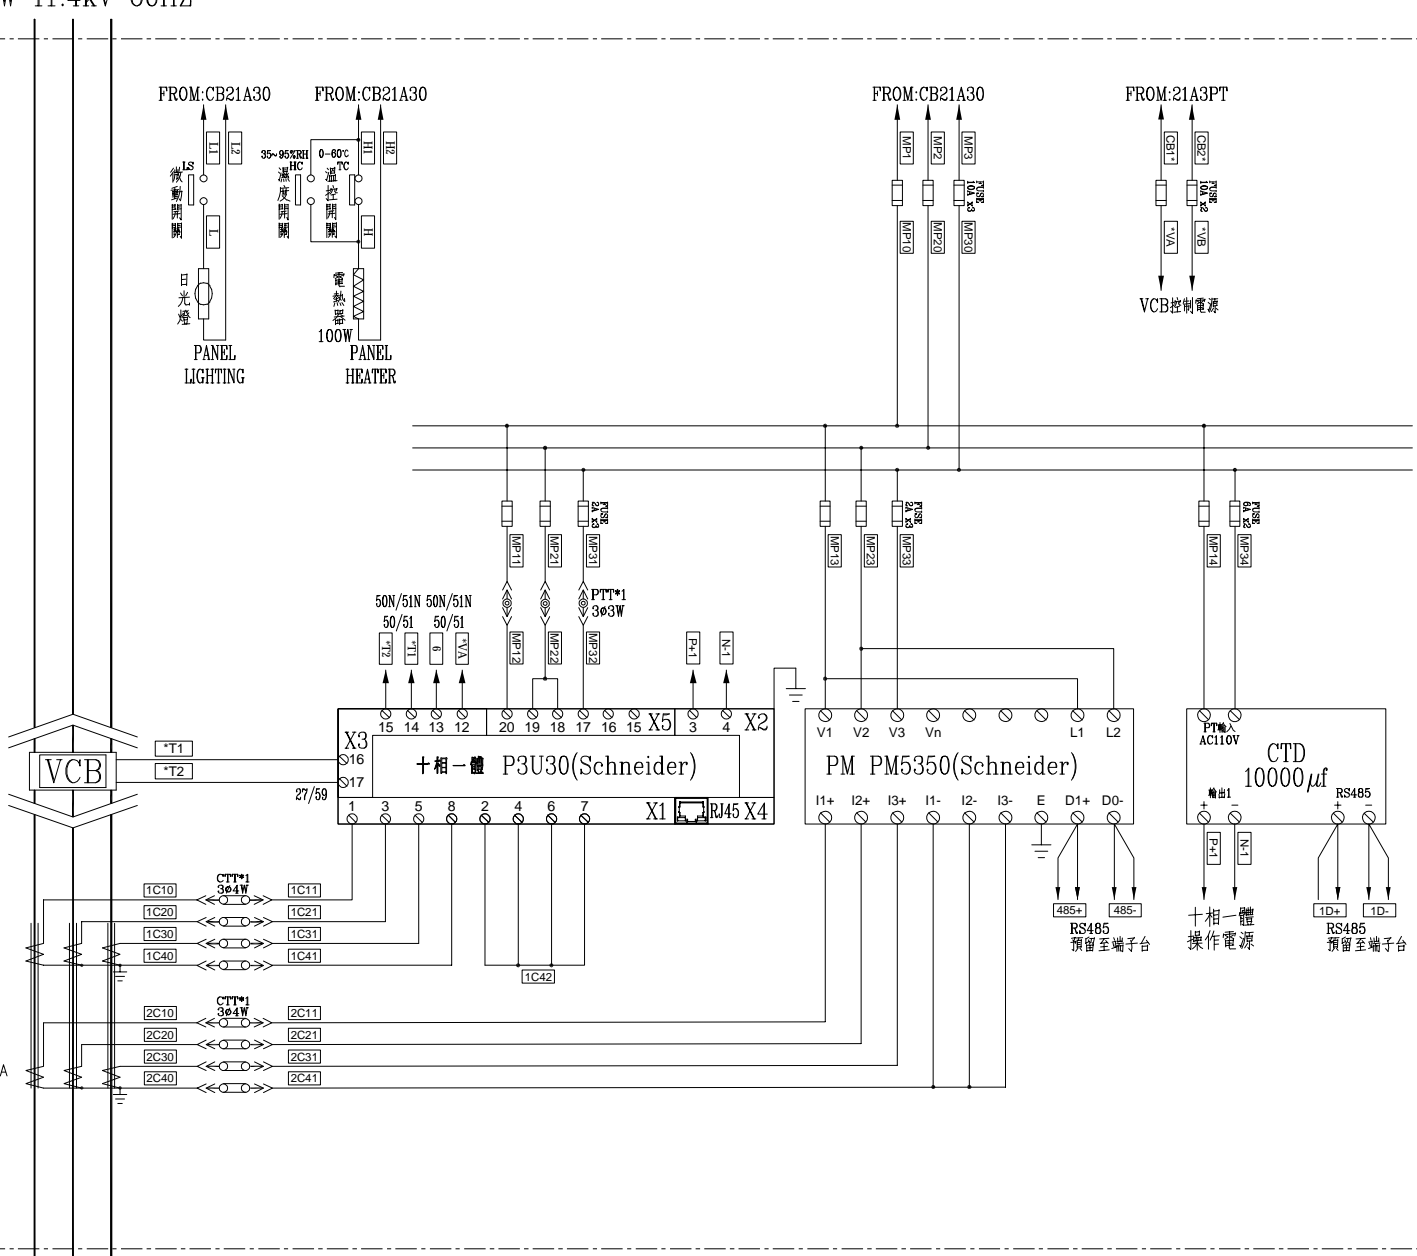 W 11.4KV 60HZ
FROM:CB21A30
FROM:CB21A30
FROM:CB21A30
FROM:21A3PT
L1
L2
LS
微動開關
L
日光燈
PANEL
LIGHTING
35~95%RH
HC
濕度開關
0-60℃
TC
溫控開關
H1
H2
H
電熱器
100W
PANEL
HEATER
MP1
MP2
MP3
FUSE
10A x3
MP10
MP20
MP30
CB1*
CB2*
FUSE
10A x2
*VA
*VB
VCB控制電源
FUSE
2A x3
MP11
MP21
MP31
PTT*1
3ø3W
MP12
MP22
MP32
FUSE
2A x3
MP13
MP23
MP33
FUSE
6A x2
MP14
MP34
50N/51N 50N/51N
50/51 50/51
*T2
*T1
6
*VA
P+1
N-1
15 14 13 12 20 19 18 17 16 15 X5 3 4 X2
X3
16
17
十相一體 P3U30(Schneider)
27/59
1 3 5 8 2 4 6 7 X1 RJ45 X4
VCB
*T1
*T2
V1 V2 V3 Vn L1 L2
PM PM5350(Schneider)
I1+ I2+ I3+ I1- I2- I3- E D1+ D0-
485+
485-
RS485
預留至端子台
PT輸入
AC110V
CTD
10000μf
輸出1
+ −
RS485
+ −
P+1
N-1
十相一體
操作電源
1D+
1D-
RS485
預留至端子台
CTT*1
3ø4W
1C10
1C11
1C20
1C21
1C30
1C31
1C40
1C41
1C42
CTT*1
3ø4W
2C10
2C11
2C20
2C21
2C30
2C31
2C40
2C41
A